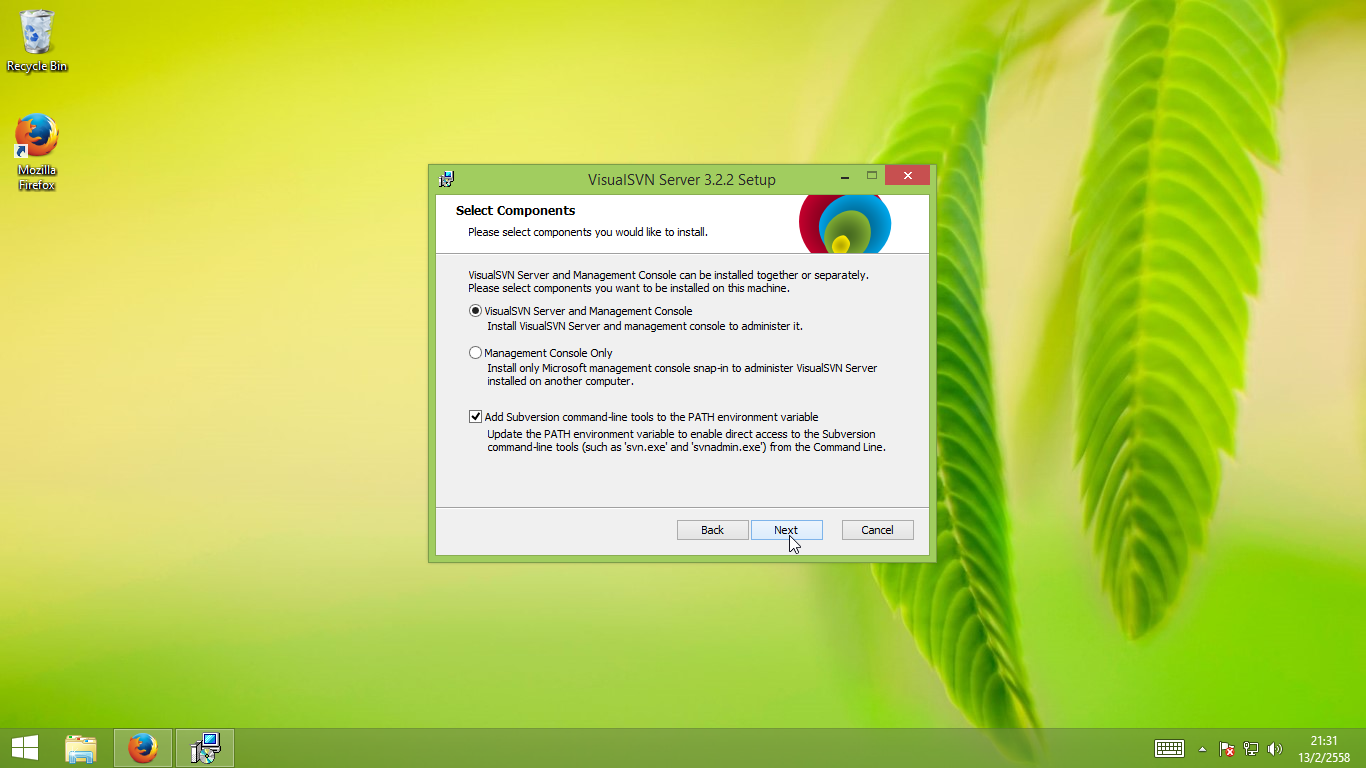 Recycle Bin
Mozilla
Firefox
VisualSVN Server 3.2.2 Setup
Select Components
Please select components you would like to install.
VisualSVN Server and Management Console can be installed together or separately.
Please select components you want to be installed on this machine.
VisualSVN Server and Management Console
Install VisualSVN Server and management console to administer it.
Management Console Only
Install only Microsoft management console snap-in to administer VisualSVN Server
installed on another computer.
Add Subversion command-line tools to the PATH environment variable
Update the PATH environment variable to enable direct access to the Subversion
command-line tools (such as 'svn.exe' and 'svnadmin.exe') from the Command Line.
Back Next Cancel
21:31
13/2/2558